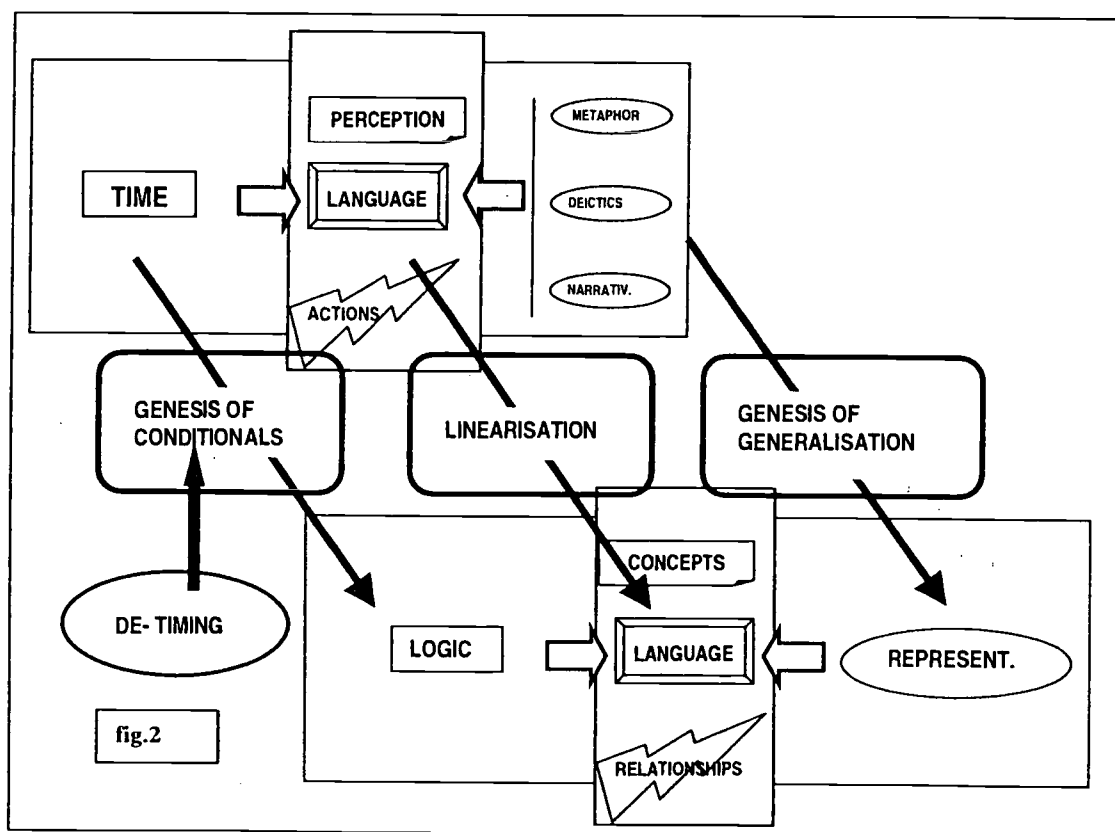 PERCEPTION
METAPHOR
TIME
LANGUAGE
DEICTICS
NARRATIV.
ACTIONS
GENESIS OF
CONDITIONALS
LINEARISATION
GENESIS OF
GENERALISATION
CONCEPTS
DE- TIMING
LOGIC
LANGUAGE
REPRESENT.
fig.2
RELATIONSHIPS